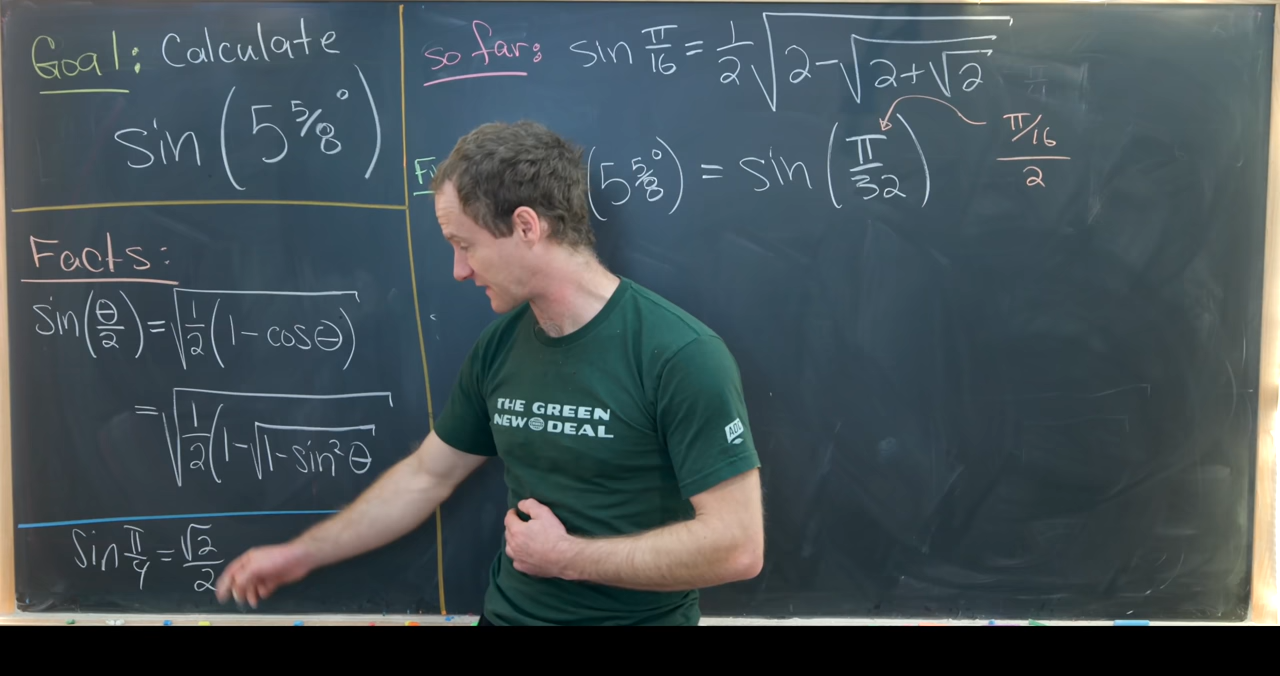 Goal: Calculate
sin(5 5/8°)
Facts:
sin(θ/2) = √(1/2(1 - cosθ))
= √(1/2(1 - √(1 - sin²θ
sin π/4 = √2/2
so far: sin π/16 = 1/2 √(2 - √(2 + √2))
(5 5/8°) = sin(π/32)
π/16
2
THE GREEN
NEW DEAL